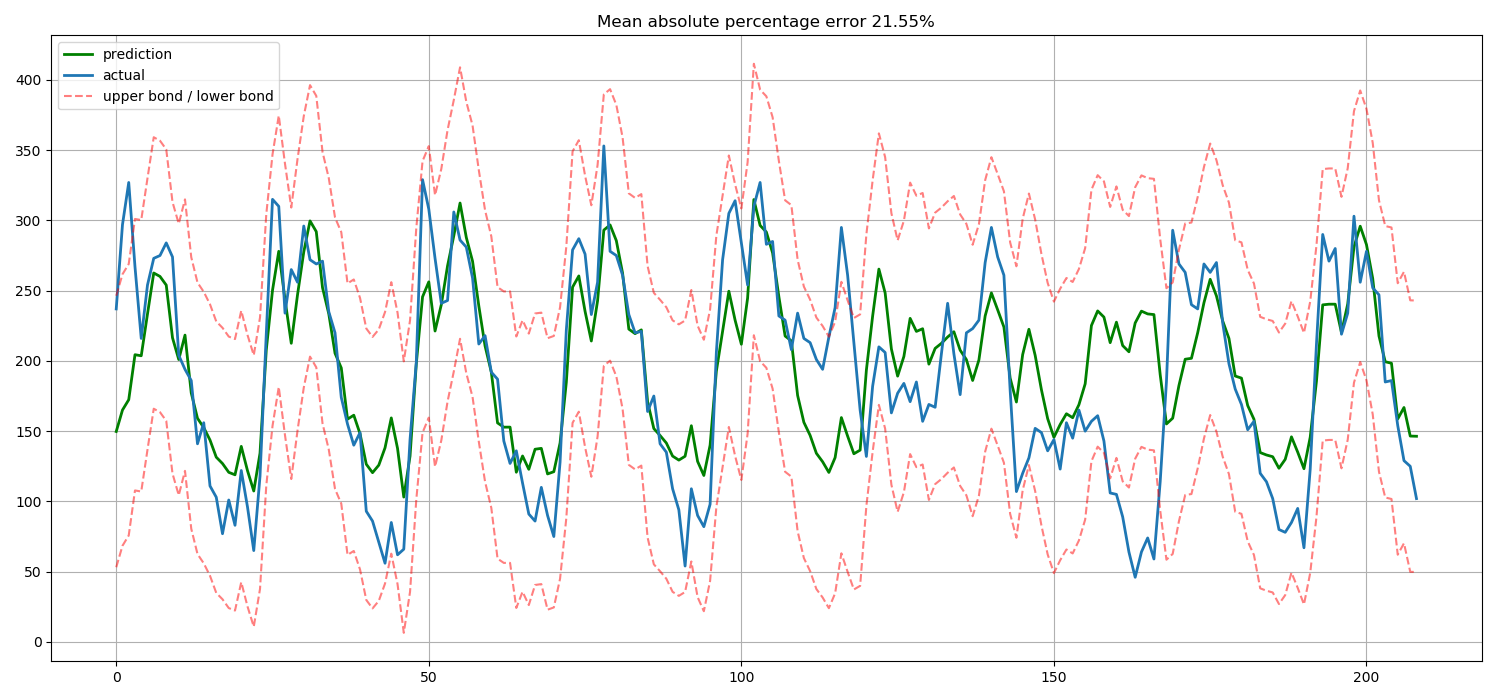 Mean absolute percentage error 21.55%
prediction
actual
upper bond / lower bond
400
350
300
250
200
150
100
50
0
0 50 100 150 200